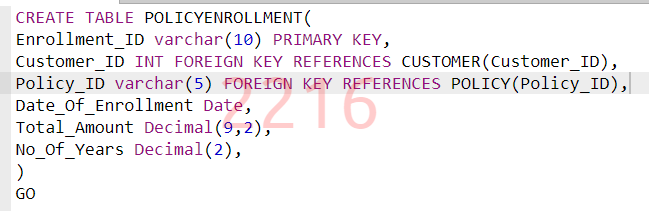 CREATE TABLE POLICYENROLLMENT(
Enrollment_ID varchar(10) PRIMARY KEY,
Customer_ID INT FOREIGN KEY REFERENCES CUSTOMER(Customer_ID),
Policy_ID varchar(5) FOREIGN KEY REFERENCES POLICY(Policy_ID),
Date_Of_Enrollment Date,
Total_Amount Decimal(9,2),
No_Of_Years Decimal(2),
)
GO
2216